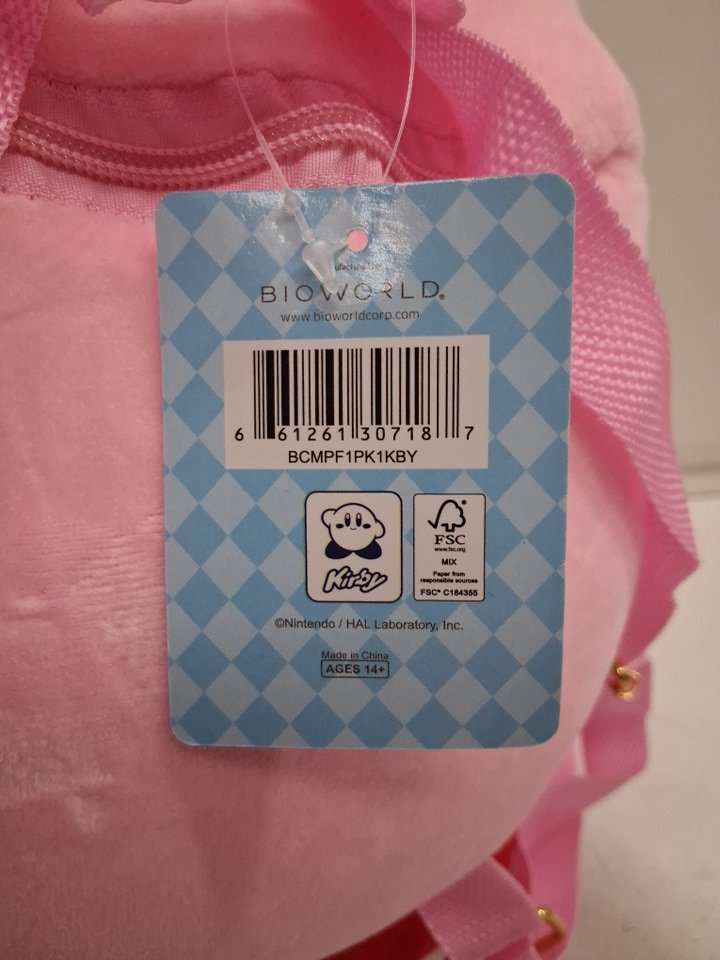 BIOWORLD®
www.bioworldcorp.com
6 61261 30718 7
BCMPF1PK1KBY
Kirby
FSC
www.fsc.org
MIX
Paper from
responsible sources
FSC® C184355
©Nintendo / HAL Laboratory, Inc.
Made in China
AGES 14+